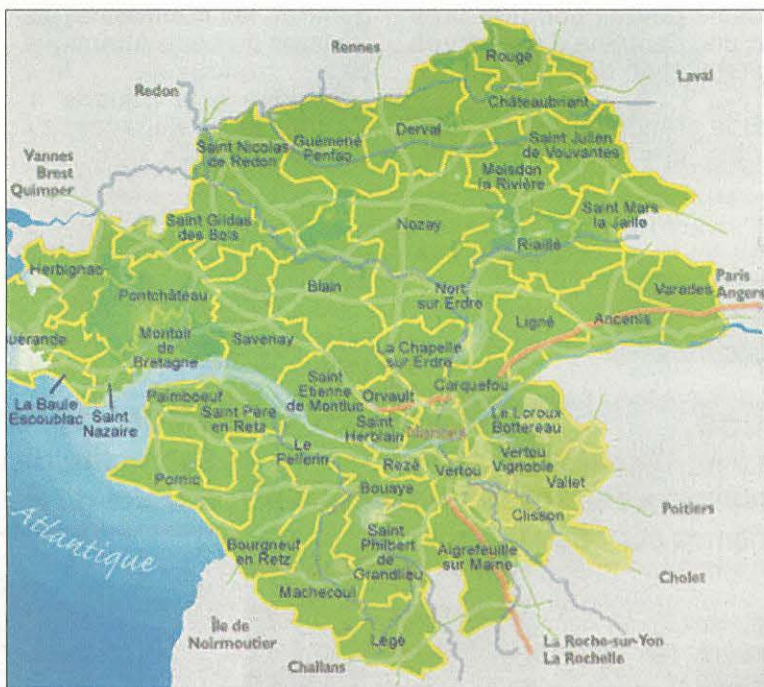 Rouge
Rennes
Laval
Redon
Châteaubriant
Derval
Guémené
Penfao
Saint Nicolas
de Redon
Saint Julien
de Vouvantes
Moisdon
la Rivière
Vannes
Brest
Quimper
Saint Mars
la Jaille
Saint Gildas
des Bois
Nozay
Riaillé
Herbignac
Pontchâteau
Blain
Nort
sur Erdre
Varades
Paris
Angers
Ligné
Ancenis
uérande
Montoir
de
Bretagne
Savenay
La Chapelle
sur Erdre
Carquefou
La Baule
Escoublac
Saint
Nazaire
Paimboeuf
Saint
Etienne
de Montluc
Orvault
Saint Père
en Retz
Saint
Herblain
Nantes
Le Loroux
Bottereau
Le
Pellerin
Rezé
Vertou
Vertou
Vignoble
Vallet
Pornic
Bouaye
Clisson
Poitiers
Atlantique
Bourgneuf
en Retz
Saint
Philbert
de
Grandlieu
Aigrefeuille
sur Maine
Cholet
Machecoul
Île de
Noirmoutier
Legé
La Roche-sur-Yon
La Rochelle
Challans